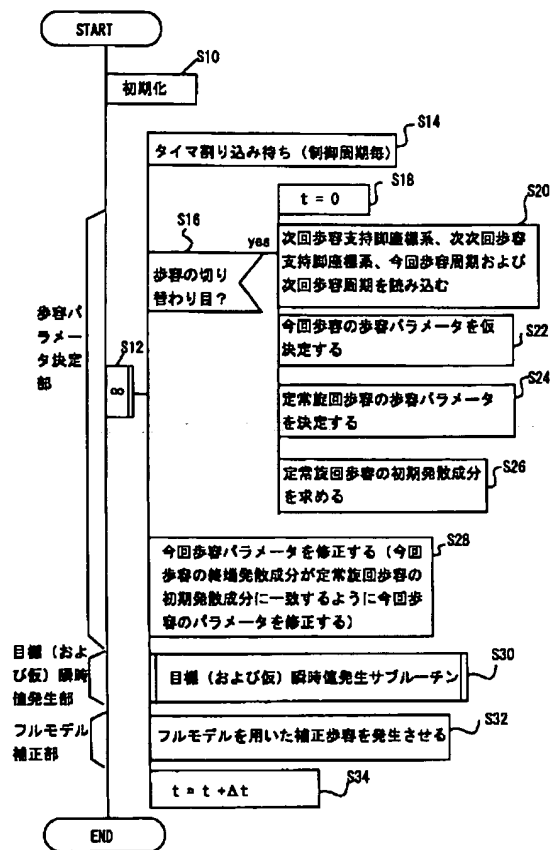 START
S10
初期化
S14
タイマ割り込み待ち（制御周期毎）
S18
t = 0
S16
yes
歩容の切り
替わり目？
S20
次回歩容支持脚座標系、次次回歩容
支持脚座標系、今回歩容周期および
次回歩容周期を読み込む
S22
今回歩容の歩容パラメータを仮
決定する
S24
定常旋回歩容の歩容パラメータ
を決定する
S26
定常旋回歩容の初期発散成分
を求める
歩容パ
ラメー
タ決定
部
S12
∞
S28
今回歩容パラメータを修正する（今回
歩容の終端発散成分が定常旋回歩容の
初期発散成分に一致するように今回歩
容のパラメータを修正する）
目標（およ
び仮）瞬時
値発生部
S30
目標（および仮）瞬時値発生サブルーチン
フルモデル
補正部
S32
フルモデルを用いた補正歩容を発生させる
S34
t = t +Δt
END